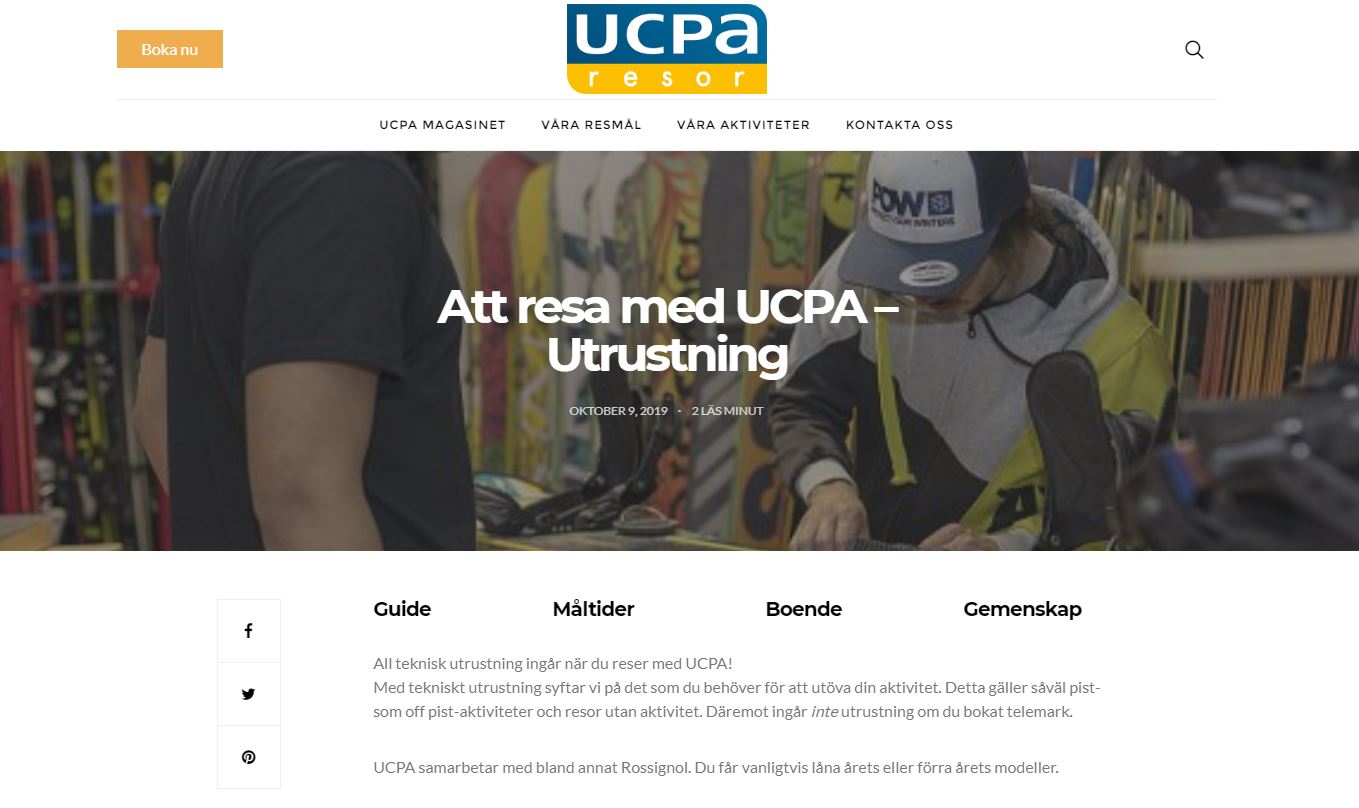 Boka nu
UCPA
resor
UCPA MAGASINET VÅRA RESMÅL VÅRA AKTIVITETER KONTAKTA OSS
POW
PROTECT OUR WINTERS
Att resa med UCPA –
Utrustning
OKTOBER 9, 2019 · 2 LÄS MINUT
Guide Måltider Boende Gemenskap
All teknisk utrustning ingår när du reser med UCPA!
Med tekniskt utrustning syftar vi på det som du behöver för att utöva din aktivitet. Detta gäller såväl pist-
som off pist-aktiviteter och resor utan aktivitet. Däremot ingår inte utrustning om du bokat telemark.
UCPA samarbetar med bland annat Rossignol. Du får vanligtvis låna årets eller förra årets modeller.